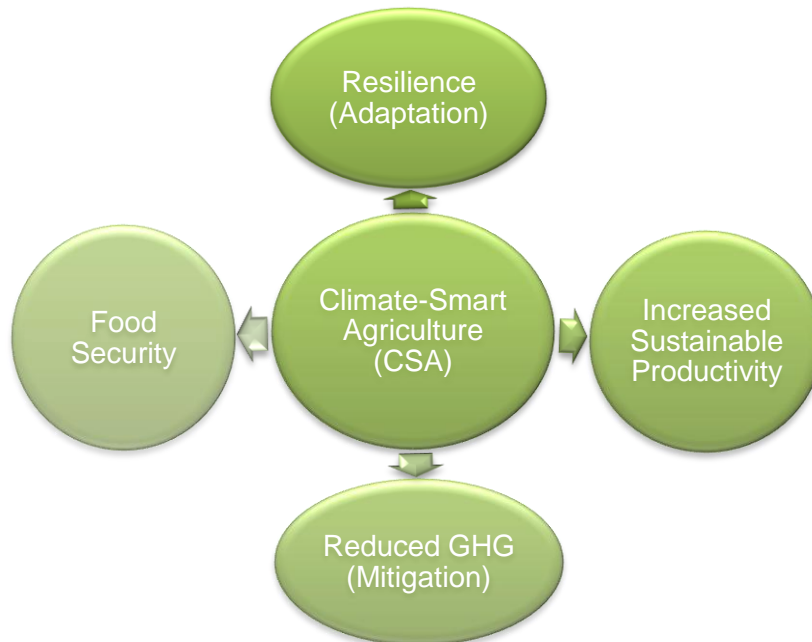 Resilience
(Adaptation)
Food
Security
Climate-Smart
Agriculture
(CSA)
Increased
Sustainable
Productivity
Reduced GHG
(Mitigation)